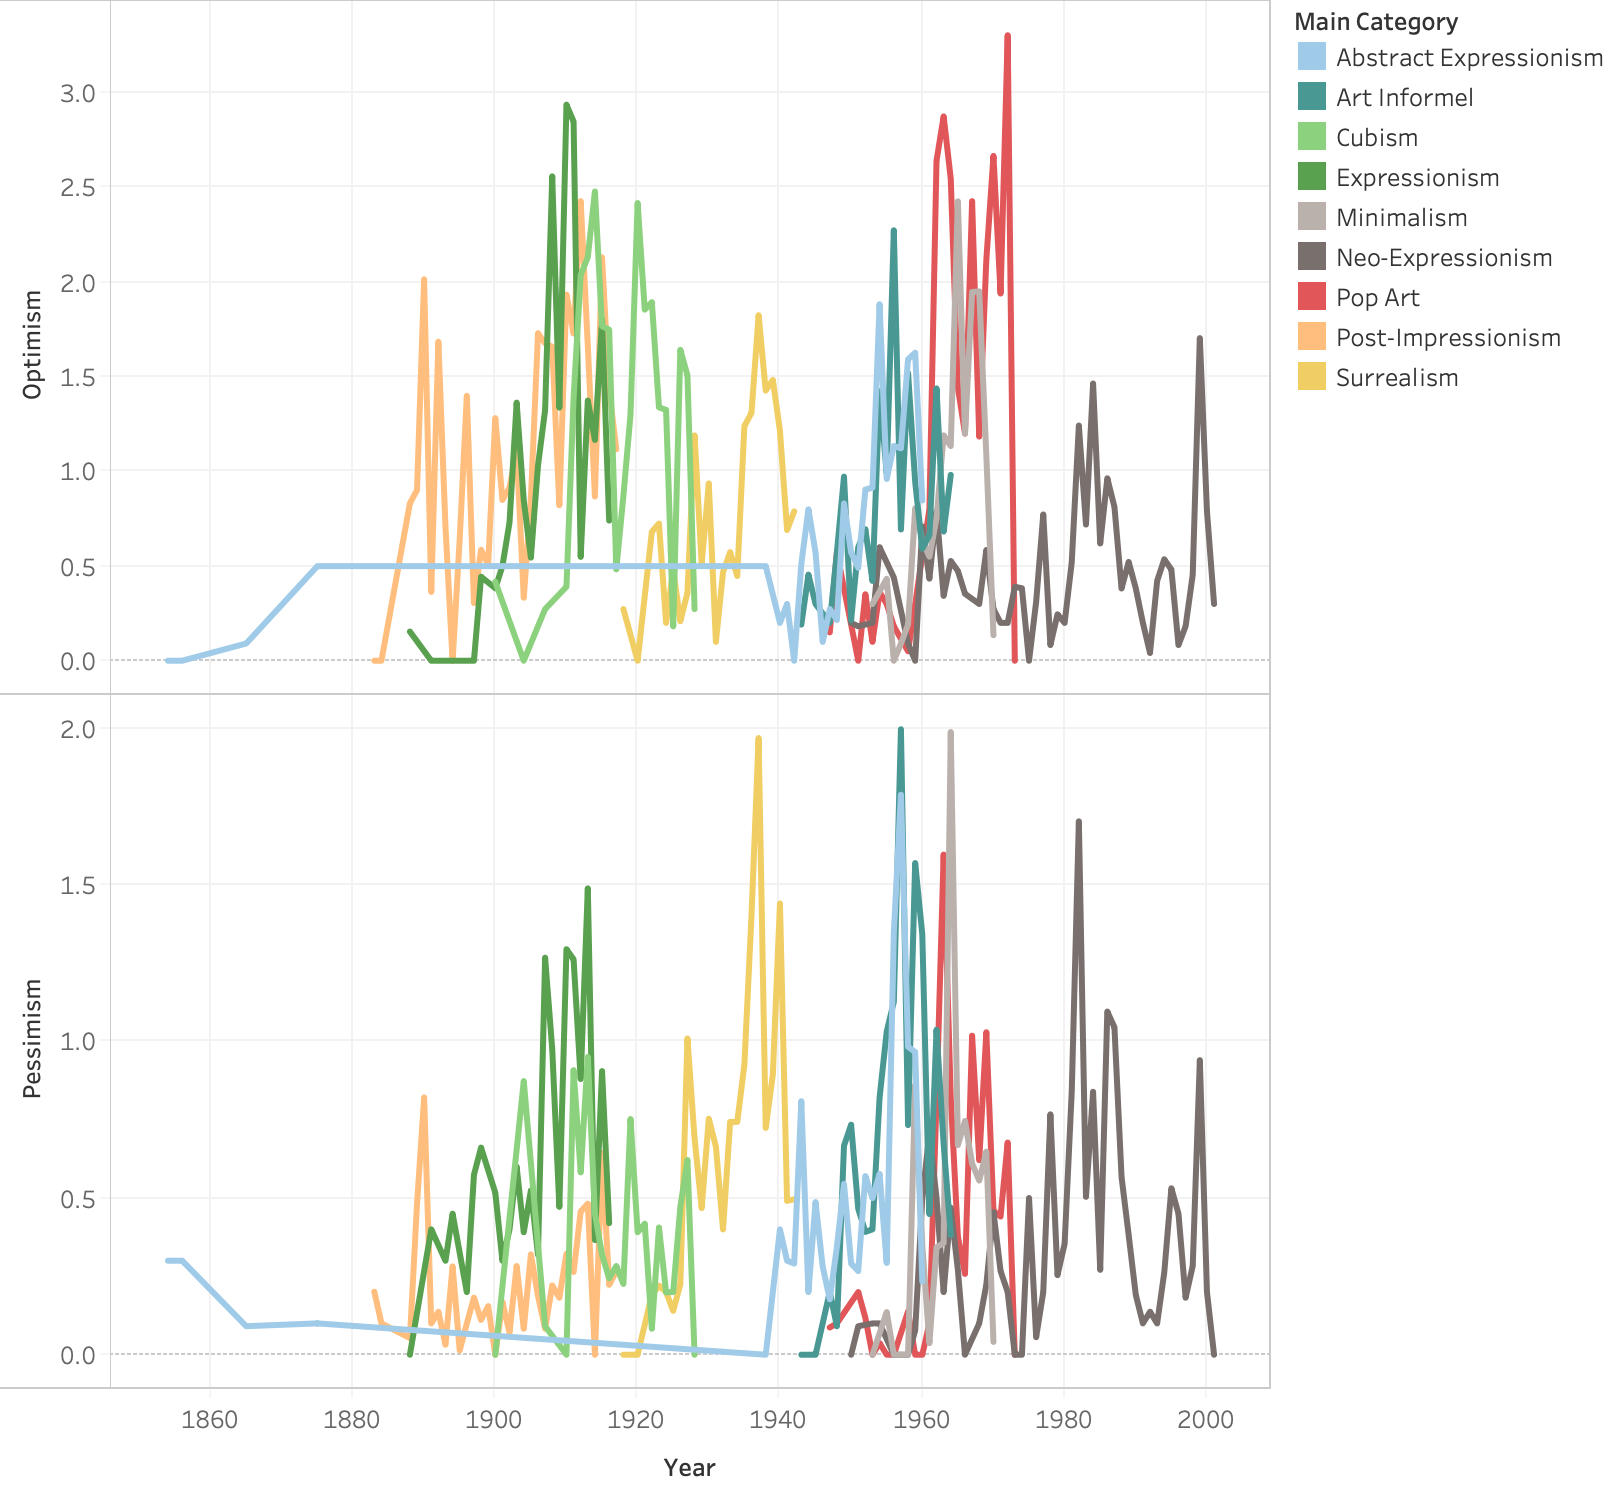 Main Category
Abstract Expressionism
Art Informel
Cubism
Expressionism
Minimalism
Neo-Expressionism
Pop Art
Post-Impressionism
Surrealism
Optimism
3.0
2.5
2.0
1.5
1.0
0.5
0.0
Pessimism
2.0
1.5
1.0
0.5
0.0
1860 1880 1900 1920 1940 1960 1980 2000
Year